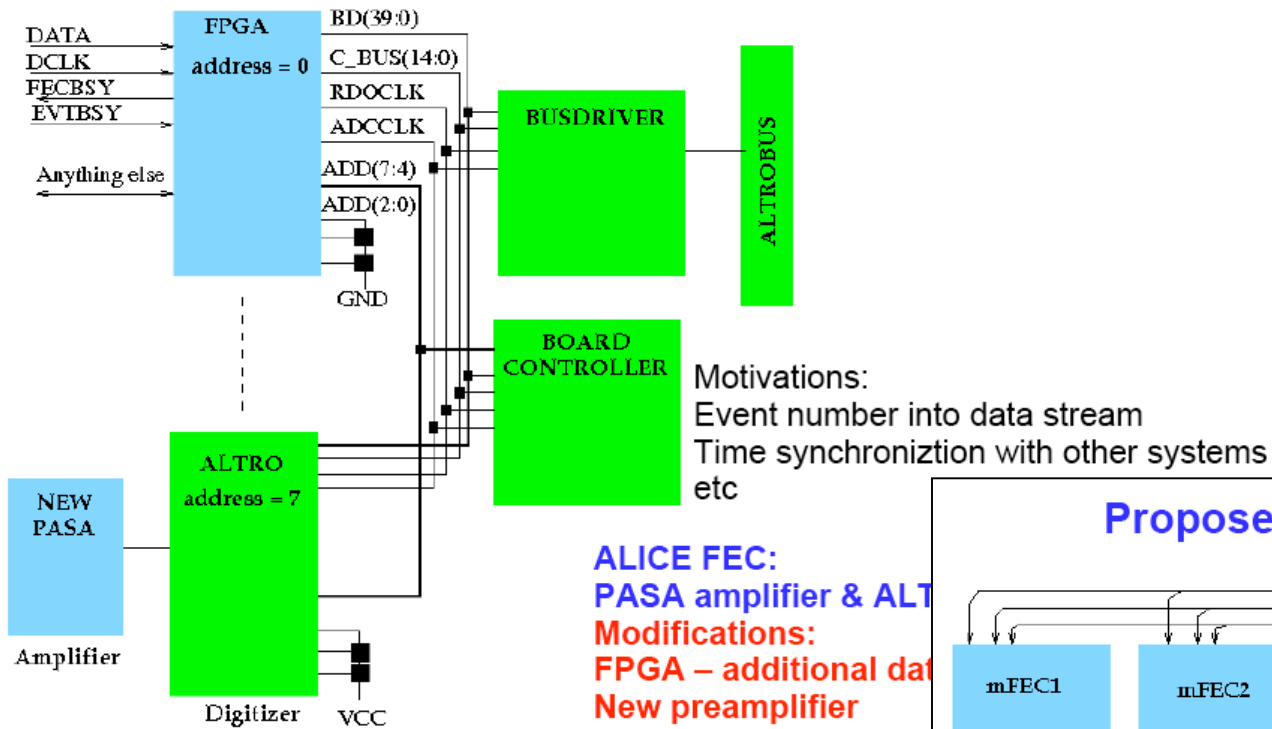 DATA
DCLK
FECBSY
EVTBSY
Anything else
FPGA
address = 0
BD(39:0)
C_BUS(14:0)
RDOCLK
ADCCLK
ADD(7:4)
ADD(2:0)
GND
BUSDRIVER
ALTROBUS
BOARD
CONTROLLER
Motivations:
Event number into data stream
Time synchroniztion with other systems
etc
NEW
PASA
Amplifier
ALTRO
address = 7
Digitizer
VCC
ALICE FEC:
PASA amplifier & ALT
Modifications:
FPGA – additional dat
New preamplifier
Propose
mFEC1
mFEC2